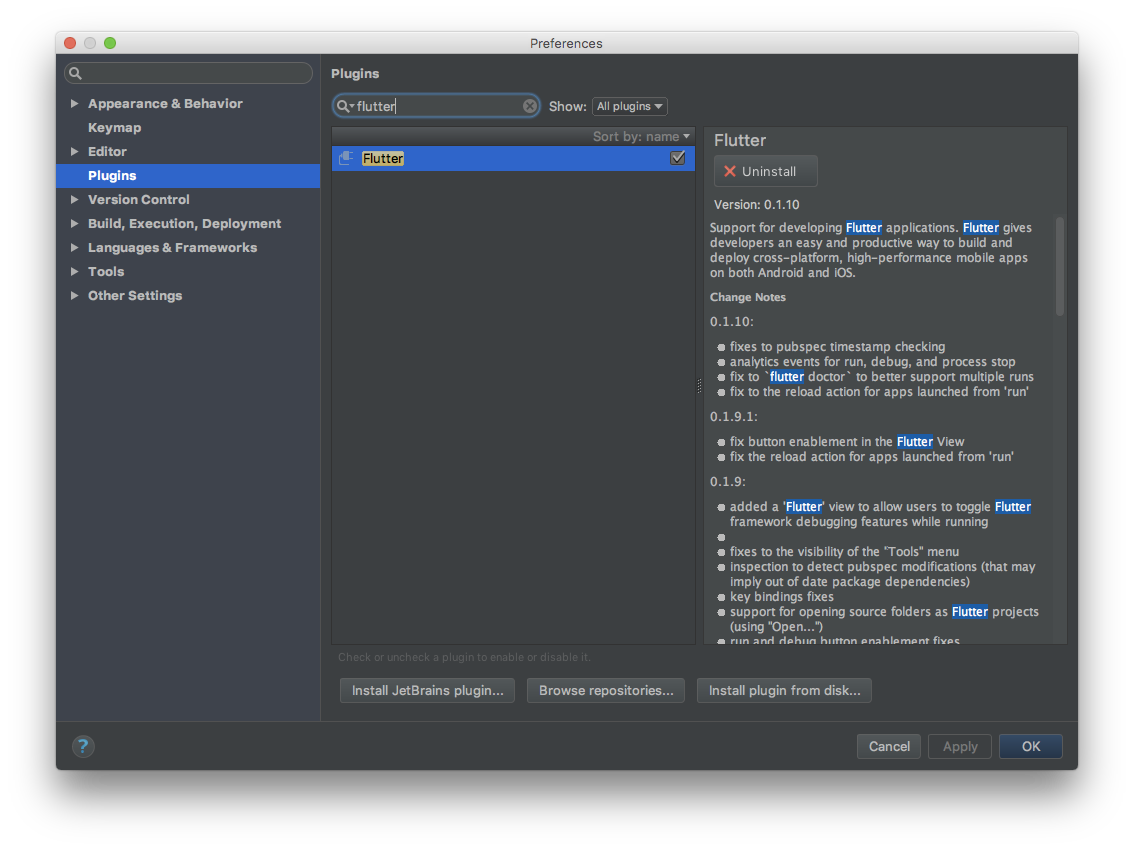 Preferences
Appearance & Behavior
Keymap
Editor
Plugins
Version Control
Build, Execution, Deployment
Languages & Frameworks
Tools
Other Settings
Plugins
flutter
Show: All plugins
Sort by: name
Flutter
Flutter
Uninstall
Version: 0.1.10
Support for developing Flutter applications. Flutter gives
developers an easy and productive way to build and
deploy cross-platform, high-performance mobile apps
on both Android and iOS.
Change Notes
0.1.10:
fixes to pubspec timestamp checking
analytics events for run, debug, and process stop
fix to `flutter doctor` to better support multiple runs
fix to the reload action for apps launched from 'run'
0.1.9.1:
fix button enablement in the Flutter View
fix the reload action for apps launched from 'run'
0.1.9:
added a 'Flutter' view to allow users to toggle Flutter
framework debugging features while running
fixes to the visibility of the "Tools" menu
inspection to detect pubspec modifications (that may
imply out of date package dependencies)
key bindings fixes
support for opening source folders as Flutter projects
(using "Open...")
run and debug button enablement fixes
Check or uncheck a plugin to enable or disable it.
Install JetBrains plugin...
Browse repositories...
Install plugin from disk...
?
Cancel
Apply
OK